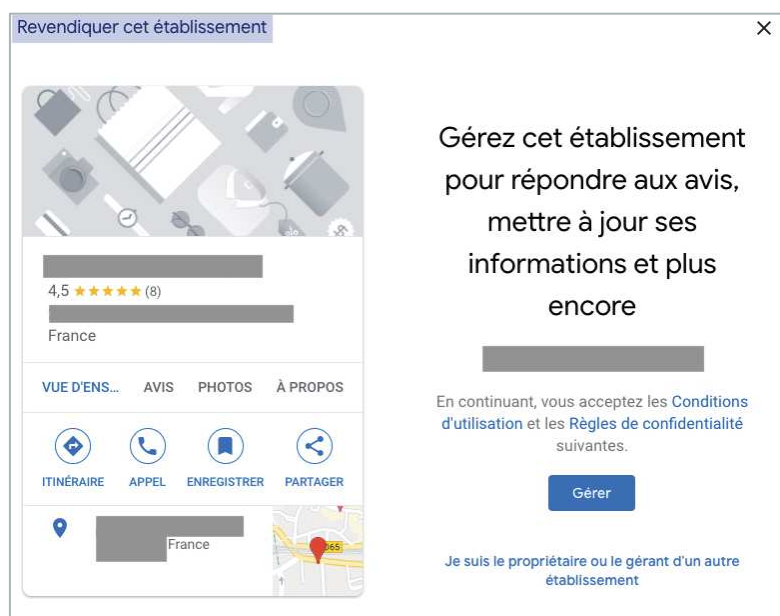 Revendiquer cet établissement
4,5 (8)
France
VUE D'ENS... AVIS PHOTOS À PROPOS
ITINÉRAIRE APPEL ENREGISTRER PARTAGER
France
Gérez cet établissement
pour répondre aux avis,
mettre à jour ses
informations et plus
encore
En continuant, vous acceptez les Conditions
d'utilisation et les Règles de confidentialité
suivantes.
Gérer
Je suis le propriétaire ou le gérant d'un autre
établissement